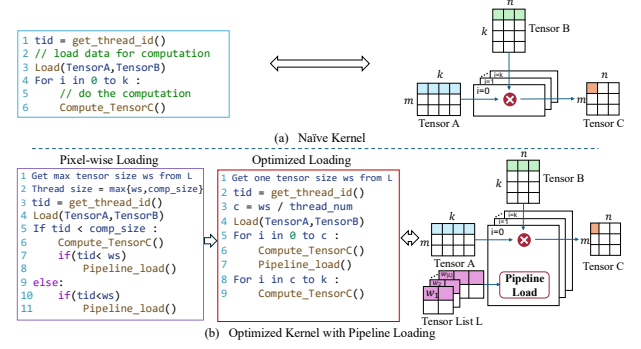 1 tid = get_thread_id()
2 // load data for computation
3 Load(TensorA,TensorB)
4 For i in 0 to k :
5 // do the computation
6 Compute_TensorC()
n
k
Tensor B
k
m
Tensor A
i=k
i=1
i=0
n
m
Tensor C
(a) Naïve Kernel
Pixel-wise Loading
1 Get max tensor size ws from L
2 Thread size = max{ws,comp_size}
3 tid = get_thread_id()
4 Load(TensorA,TensorB)
5 If tid < comp_size :
6 Compute_TensorC()
7 if(tid< ws)
8 Pipeline_load()
9 else:
10 if(tid<ws)
11 Pipeline_load()
Optimized Loading
1 Get one tensor size ws from L
2 tid = get_thread_id()
3 c = ws / thread_num
4 Load(TensorA,TensorB)
5 For i in 0 to c :
6 Compute_TensorC()
7 Pipeline_load()
8 For i in c to k :
9 Compute_TensorC()
n
k
Tensor B
k
m
Tensor A
i=k
i=1
i=0
n
m
Tensor C
w|L|
w2
w1
Tensor List L
Pipeline
Load
(b) Optimized Kernel with Pipeline Loading